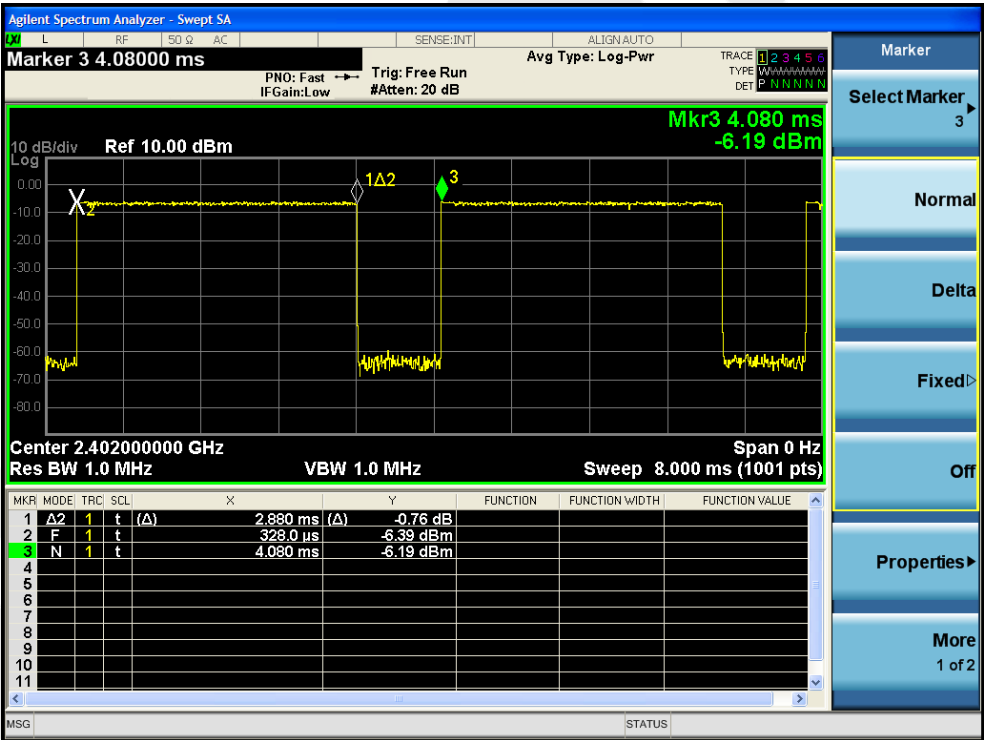 Agilent Spectrum Analyzer - Swept SA
LXI L RF 50 Ω AC SENSE:INT ALIGN AUTO
Marker 3 4.08000 ms
PNO: Fast
IFGain:Low
Trig: Free Run
#Atten: 20 dB
Avg Type: Log-Pwr
TRACE 1 2 3 4 5 6
TYPE WWWWWW
DET P N N N N N
Mkr3 4.080 ms
-6.19 dBm
10 dB/div Ref 10.00 dBm
Log
0.00
-10.0
-20.0
-30.0
-40.0
-50.0
-60.0
-70.0
-80.0
X2
1Δ2
3
Center 2.402000000 GHz Span 0 Hz
Res BW 1.0 MHz VBW 1.0 MHz Sweep 8.000 ms (1001 pts)
MKR MODE TRC SCL X Y FUNCTION FUNCTION WIDTH FUNCTION VALUE
1 Δ2 1 t (Δ) 2.880 ms (Δ) -0.76 dB
2 F 1 t 328.0 µs -6.39 dBm
3 N 1 t 4.080 ms -6.19 dBm
4
5
6
7
8
9
10
11
MSG STATUS
Marker
Select Marker
3
Normal
Delta
Fixed
Off
Properties
More
1 of 2